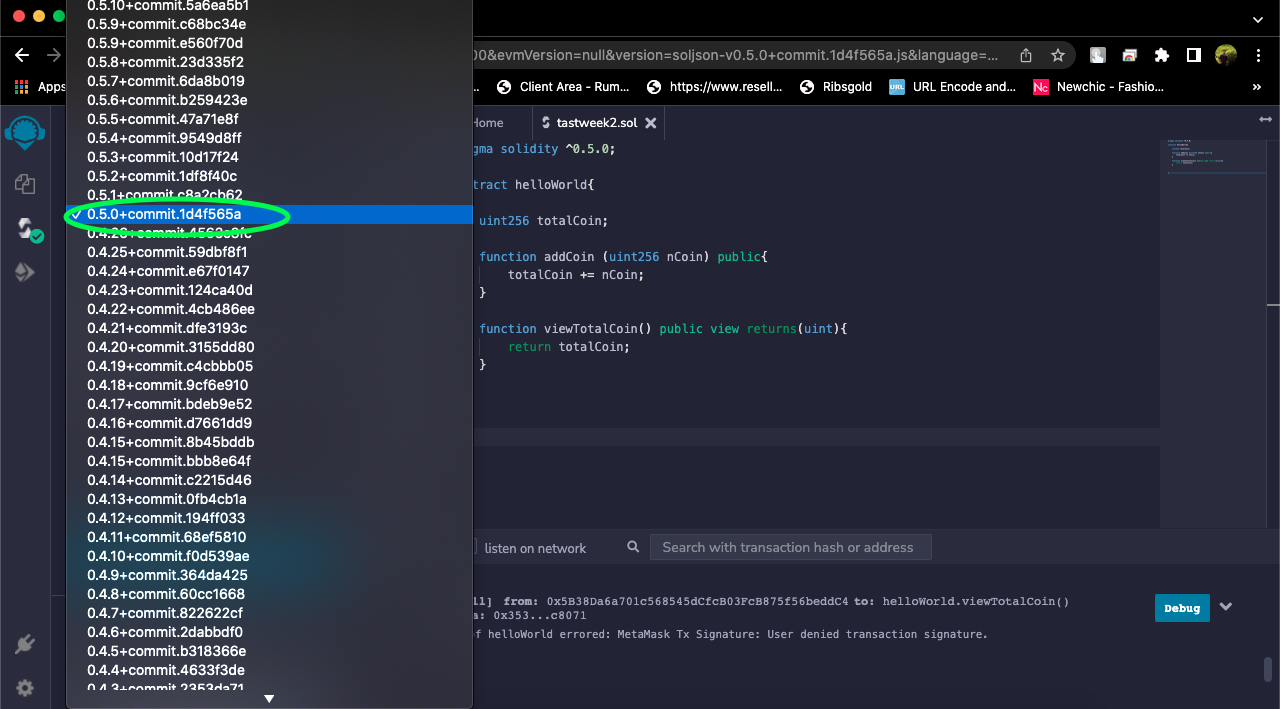 0.5.10+commit.5a6ea5b1
0.5.9+commit.c68bc34e
0.5.9+commit.e560f70d
0.5.8+commit.23d335f2
0.5.7+commit.6da8b019
0.5.6+commit.b259423e
0.5.5+commit.47a71e8f
0.5.4+commit.9549d8ff
0.5.3+commit.10d17f24
0.5.2+commit.1df8f40c
0.5.1+commit.c8a2cb62
✓ 0.5.0+commit.1d4f565a
0.4.26+commit.4563c3fc
0.4.25+commit.59dbf8f1
0.4.24+commit.e67f0147
0.4.23+commit.124ca40d
0.4.22+commit.4cb486ee
0.4.21+commit.dfe3193c
0.4.20+commit.3155dd80
0.4.19+commit.c4cbbb05
0.4.18+commit.9cf6e910
0.4.17+commit.bdeb9e52
0.4.16+commit.d7661dd9
0.4.15+commit.8b45bddb
0.4.15+commit.bbb8e64f
0.4.14+commit.c2215d46
0.4.13+commit.0fb4cb1a
0.4.12+commit.194ff033
0.4.11+commit.68ef5810
0.4.10+commit.f0d539ae
0.4.9+commit.364da425
0.4.8+commit.60cc1668
0.4.7+commit.822622cf
0.4.6+commit.2dabbdf0
0.4.5+commit.b318366e
0.4.4+commit.4633f3de
0.4.3+commit.2353da71
00&evmVersion=null&version=soljson-v0.5.0+commit.1d4f565a.js&language=...
Apps
... Client Area - Rum... https://www.resell... Ribsgold URL URL Encode and... Nc Newchic - Fashio... »
Home tastweek2.sol
gma solidity ^0.5.0;
tract helloWorld{
uint256 totalCoin;
function addCoin (uint256 nCoin) public{
totalCoin += nCoin;
}
function viewTotalCoin() public view returns(uint){
return totalCoin;
}
listen on network Search with transaction hash or address
ll] from: 0x5B38Da6a701c568545dCfcB03FcB875f56beddC4 to: helloWorld.viewTotalCoin()
a: 0x353...c8071
Debug
f helloWorld errored: MetaMask Tx Signature: User denied transaction signature.